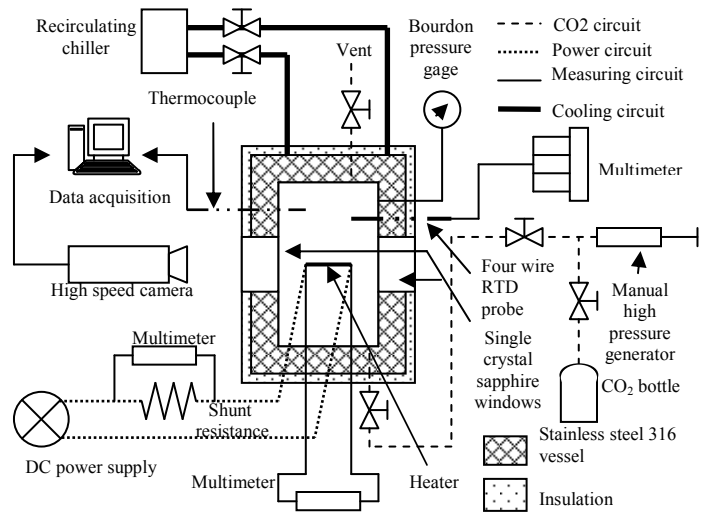 Recirculating
chiller
Vent
Bourdon
pressure
gage
CO2 circuit
Power circuit
Measuring circuit
Cooling circuit
Thermocouple
Multimeter
Data acquisition
High speed camera
Four wire
RTD
probe
Manual
high
pressure
generator
Single
crystal
sapphire
windows
CO₂ bottle
Multimeter
Shunt
resistance
DC power supply
Multimeter
Heater
Stainless steel 316
vessel
Insulation